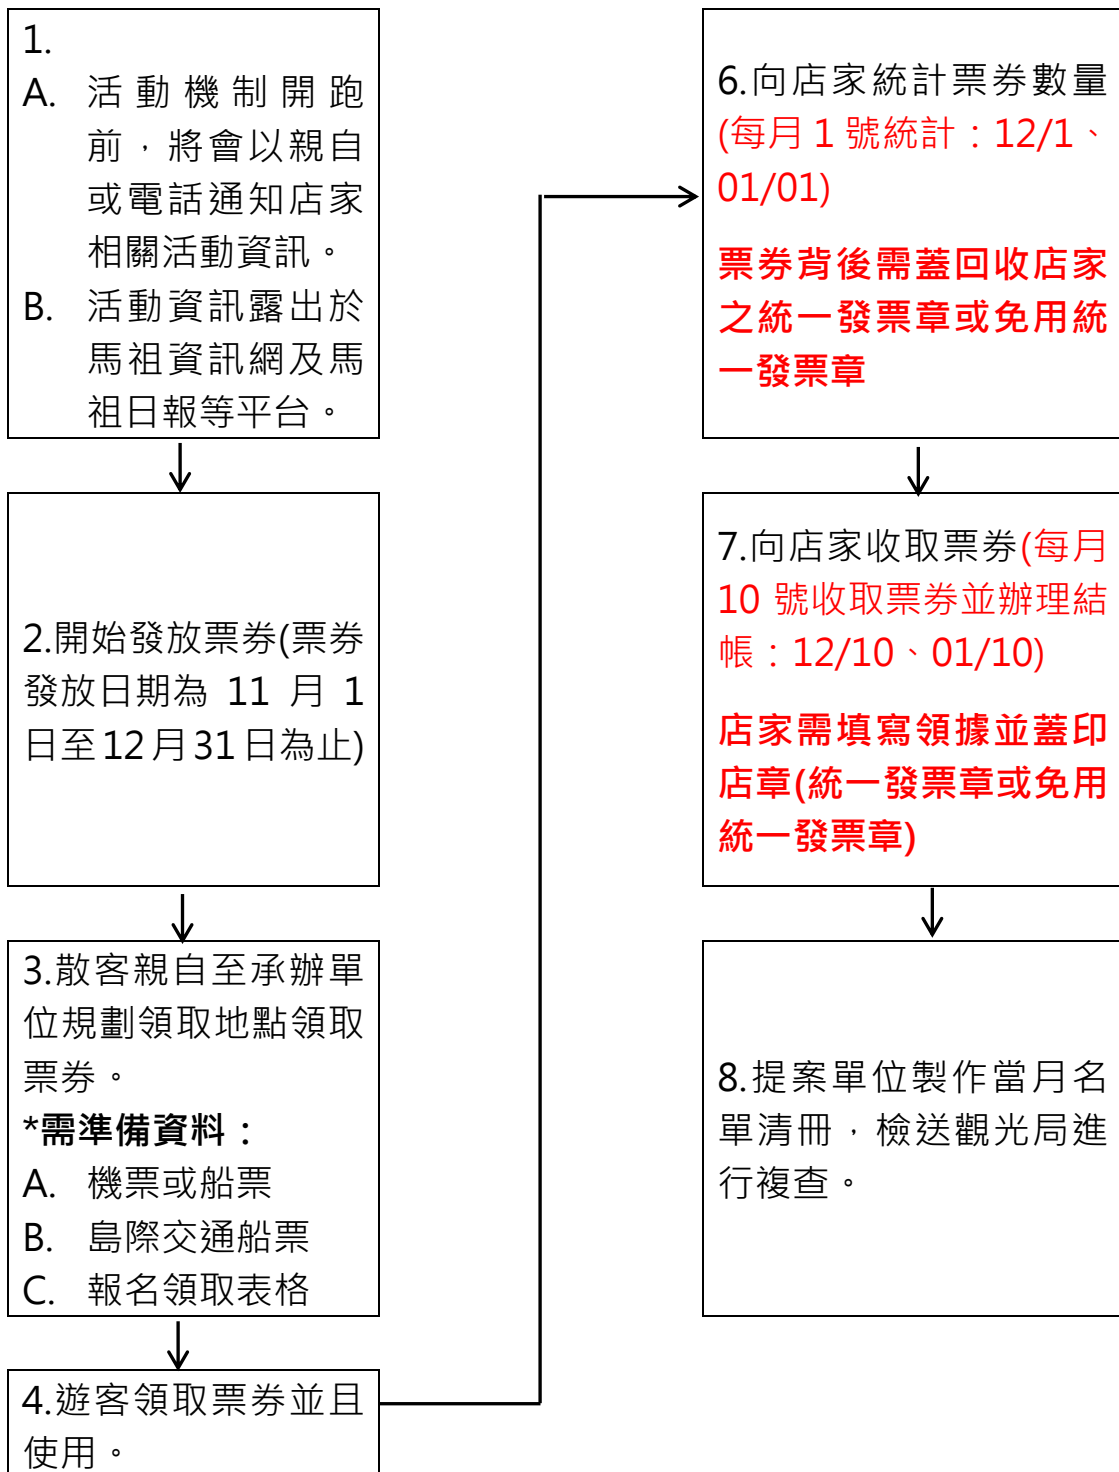 1.
A. 活動機制開跑
前，將會以親自
或電話通知店家
相關活動資訊。
B. 活動資訊露出於
馬祖資訊網及馬
祖日報等平台。
2.開始發放票券(票券
發放日期為 11 月 1
日至12月31日為止)
3.散客親自至承辦單
位規劃領取地點領取
票券。
*需準備資料：
A. 機票或船票
B. 島際交通船票
C. 報名領取表格
4.遊客領取票券並且
使用。
6.向店家統計票券數量
(每月 1 號統計：12/1、
01/01)
票券背後需蓋回收店家
之統一發票章或免用統
一發票章
7.向店家收取票券(每月
10 號收取票券並辦理結
帳：12/10、01/10)
店家需填寫領據並蓋印
店章(統一發票章或免用
統一發票章)
8.提案單位製作當月名
單清冊，檢送觀光局進
行複查。